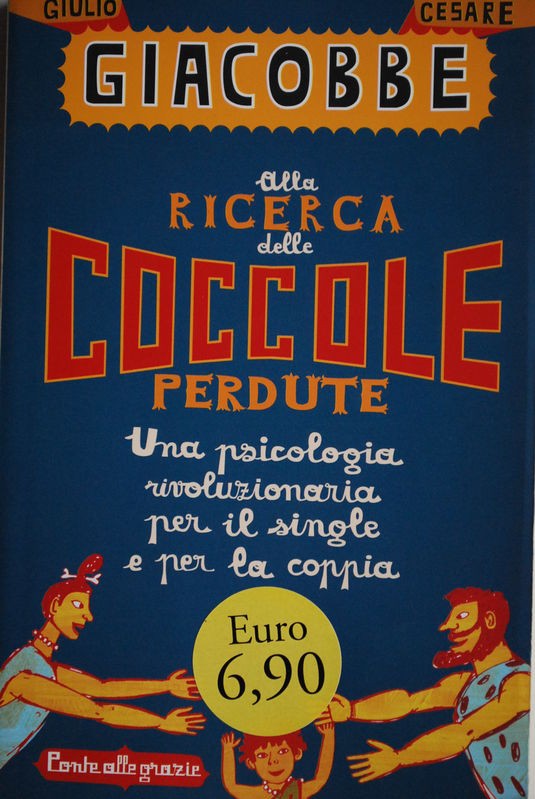 GIULIO CESARE
GIACOBBE
Alla
RICERCA
delle
COCCOLE
PERDUTE
Una psicologia
rivoluzionaria
per il single
e per la coppia
Euro
6,90
Ponte alle grazie